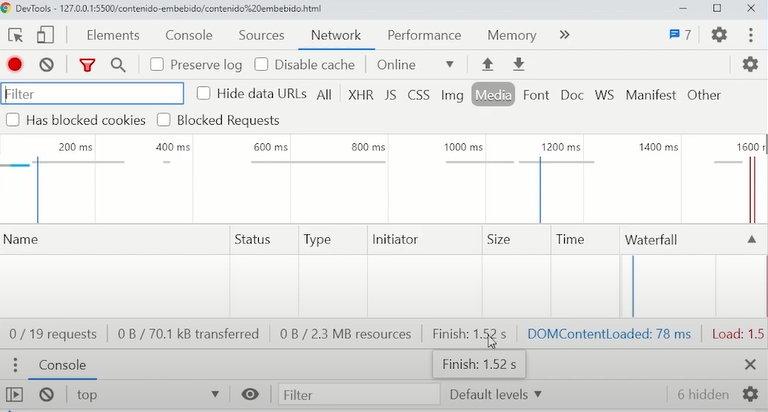 DevTools - 127.0.0.1:5500/contenido-embebido/contenido%20embebido.html
Elements Console Sources Network Performance Memory 7
Preserve log Disable cache Online
Filter Hide data URLs All XHR JS CSS Img Media Font Doc WS Manifest Other
Has blocked cookies Blocked Requests
200 ms 400 ms 600 ms 800 ms 1000 ms 1200 ms 1400 ms 1600 r
Name Status Type Initiator Size Time Waterfall
0 / 19 requests 0 B / 70.1 kB transferred 0 B / 2.3 MB resources Finish: 1.52 s DOMContentLoaded: 78 ms Load: 1.5
Console Finish: 1.52 s
top Filter Default levels 6 hidden